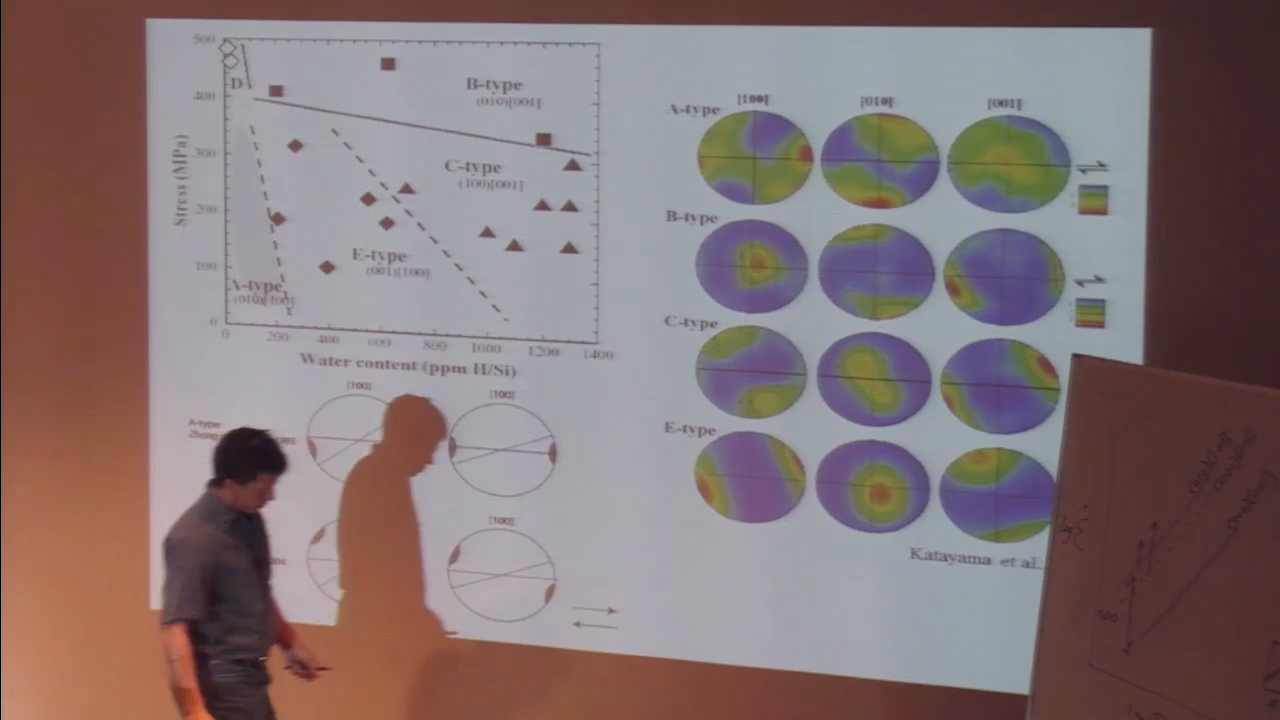 500
400
300
200
100
0
Stress (MPa)
D
B-type
(010)[001]
C-type
(100)[001]
E-type
(001)[100]
A-type
(010)[100]
0 200 400 600 800 1000 1200 1400
Water content (ppm H/Si)
[100] [100]
A-type
Zhang
[100]
[100] [010] [001]
A-type
B-type
C-type
E-type
Katayama et al.